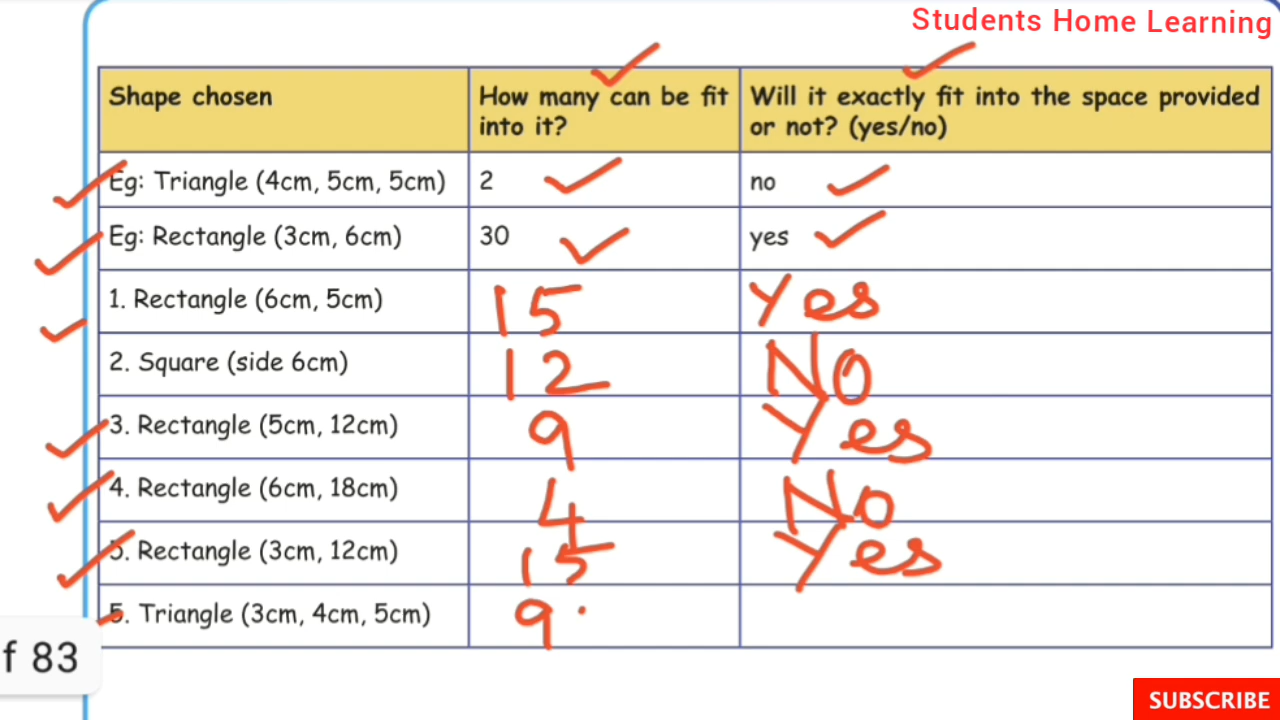 Students Home Learning
Shape chosen
How many can be fit
into it?
Will it exactly fit into the space provided
or not? (yes/no)
Eg: Triangle (4cm, 5cm, 5cm)
2
no
Eg: Rectangle (3cm, 6cm)
30
yes
1. Rectangle (6cm, 5cm)
15
Yes
2. Square (side 6cm)
12
NO
3. Rectangle (5cm, 12cm)
9
Yes
4. Rectangle (6cm, 18cm)
4
No
5. Rectangle (3cm, 12cm)
15
Yes
5. Triangle (3cm, 4cm, 5cm)
9
f 83
SUBSCRIBE